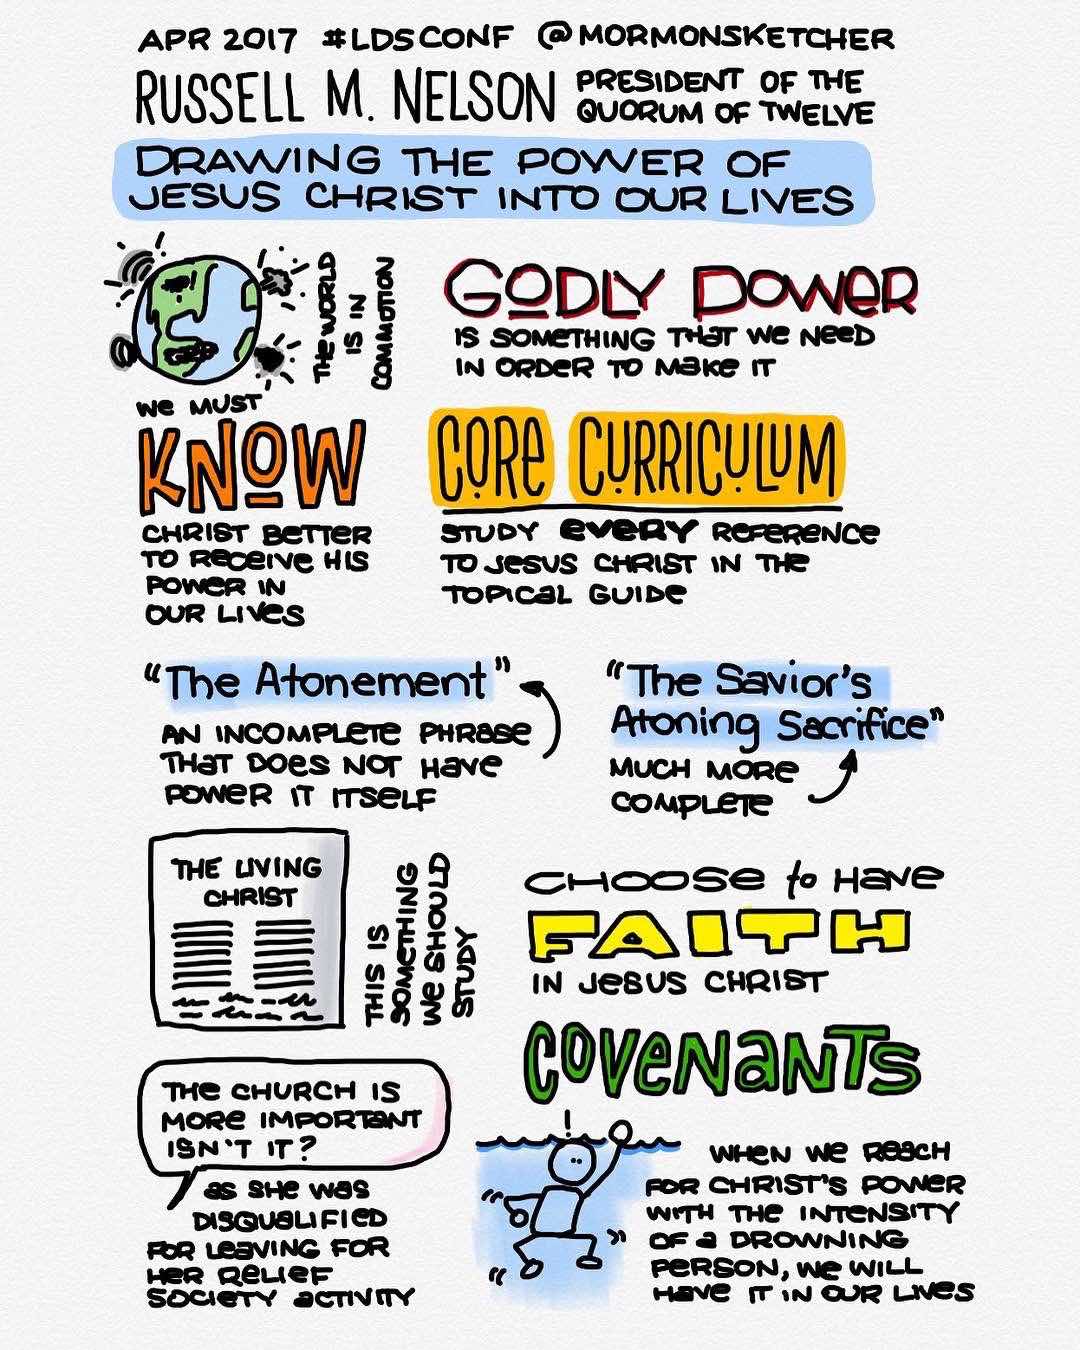 APR 2017 #LDSCONF @MORMONSKETCHER
RUSSELL M. NELSON
PRESIDENT OF THE
QUORUM OF TWELVE
DRAWING THE POWER OF
JESUS CHRIST INTO OUR LIVES
THE WORLD
IS IN
COMMOTION
GODLY POWER
IS SOMETHING THAT WE NEED
IN ORDER TO MAKE IT
WE MUST
KNOW
CHRIST BETTER
TO RECEIVE HIS
POWER IN
OUR LIVES
CORE CURRICULUM
STUDY EVERY REFERENCE
TO JESUS CHRIST IN THE
TOPICAL GUIDE
"The Atonement"
AN INCOMPLETE PHRASE
THAT DOES NOT HAVE
POWER IT ITSELF
"The Savior's
Atoning Sacrifice"
MUCH MORE
COMPLETE
THE LIVING
CHRIST
THIS IS
SOMETHING
WE SHOULD
STUDY
CHOOSE to HAVE
FAITH
IN JESUS CHRIST
COVENANTS
THE CHURCH IS
MORE IMPORTANT
ISN'T IT?
AS SHE WAS
DISQUALIFIED
FOR LEAVING FOR
HER RELIEF
SOCIETY ACTIVITY
!
WHEN WE REACH
FOR CHRIST'S POWER
WITH THE INTENSITY
OF A DROWNING
PERSON, WE WILL
HAVE IT IN OUR LIVES